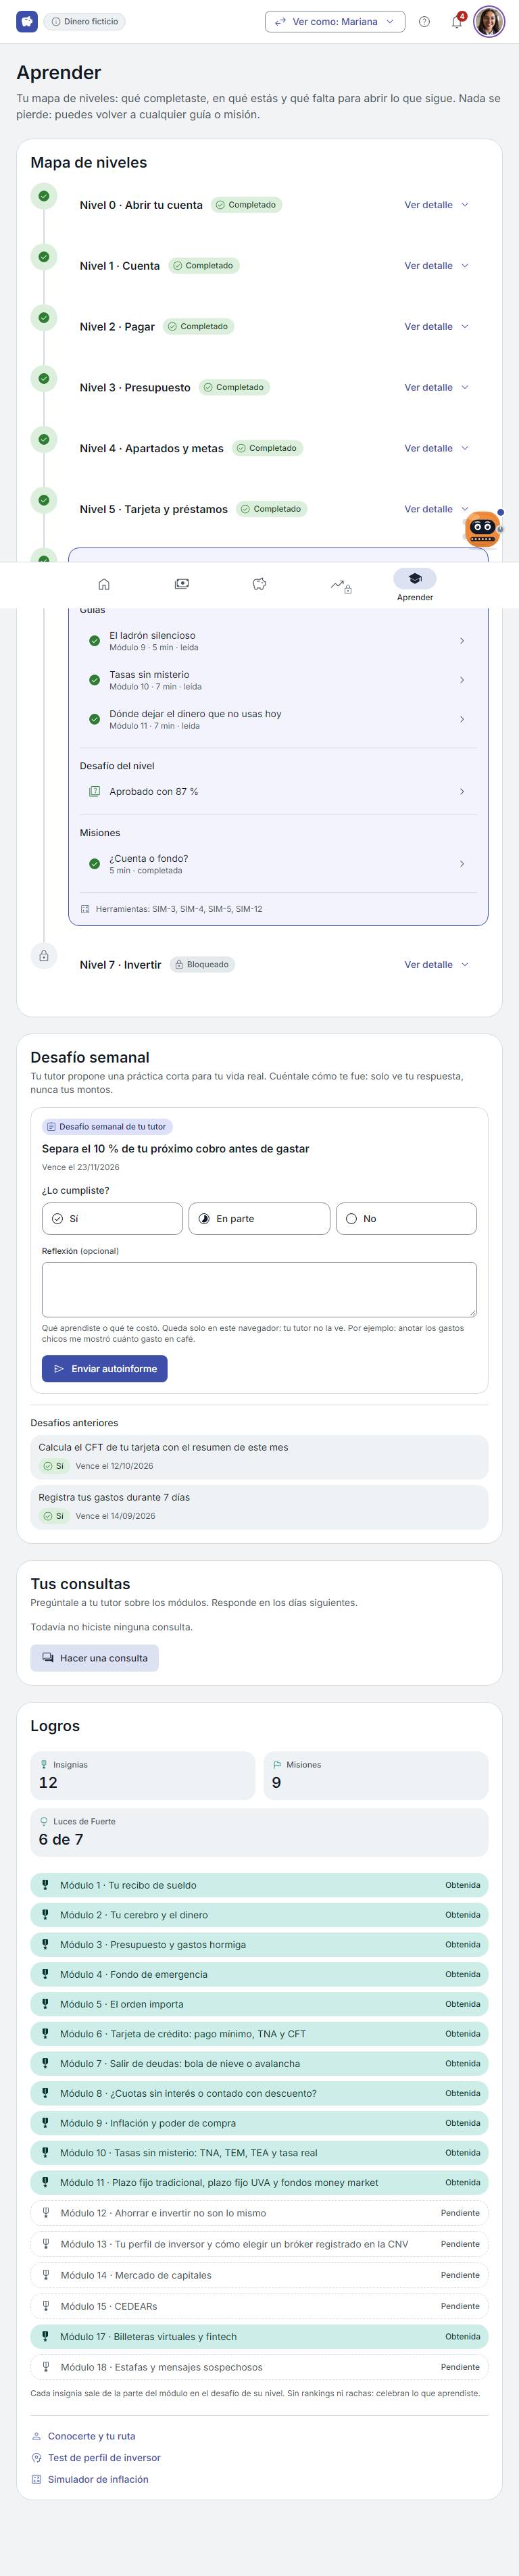 Dinero ficticio
Ver como: Mariana
4
Aprender
Tu mapa de niveles: qué completaste, en qué estás y qué falta para abrir lo que sigue. Nada se
pierde: puedes volver a cualquier guía o misión.
Mapa de niveles
Nivel 0 · Abrir tu cuenta
Completado
Ver detalle
Nivel 1 · Cuenta
Completado
Ver detalle
Nivel 2 · Pagar
Completado
Ver detalle
Nivel 3 · Presupuesto
Completado
Ver detalle
Nivel 4 · Apartados y metas
Completado
Ver detalle
Nivel 5 · Tarjeta y préstamos
Completado
Ver detalle
Aprender
Guías
El ladrón silencioso
Módulo 9 · 5 min · leída
Tasas sin misterio
Módulo 10 · 7 min · leída
Dónde dejar el dinero que no usas hoy
Módulo 11 · 7 min · leída
Desafío del nivel
Aprobado con 87 %
Misiones
¿Cuenta o fondo?
5 min · completada
Herramientas: SIM-3, SIM-4, SIM-5, SIM-12
Nivel 7 · Invertir
Bloqueado
Ver detalle
Desafío semanal
Tu tutor propone una práctica corta para tu vida real. Cuéntale cómo te fue: solo ve tu respuesta,
nunca tus montos.
Desafío semanal de tu tutor
Separa el 10 % de tu próximo cobro antes de gastar
Vence el 23/11/2026
¿Lo cumpliste?
Sí
En parte
No
Reflexión (opcional)
Qué aprendiste o qué te costó. Queda solo en este navegador: tu tutor no la ve. Por ejemplo: anotar los gastos
chicos me mostró cuánto gasto en café.
Enviar autoinforme
Desafíos anteriores
Calcula el CFT de tu tarjeta con el resumen de este mes
Sí
Vence el 12/10/2026
Registra tus gastos durante 7 días
Sí
Vence el 14/09/2026
Tus consultas
Pregúntale a tu tutor sobre los módulos. Responde en los días siguientes.
Todavía no hiciste ninguna consulta.
Hacer una consulta
Logros
Insignias
12
Misiones
9
Luces de Fuerte
6 de 7
Módulo 1 · Tu recibo de sueldo
Obtenida
Módulo 2 · Tu cerebro y el dinero
Obtenida
Módulo 3 · Presupuesto y gastos hormiga
Obtenida
Módulo 4 · Fondo de emergencia
Obtenida
Módulo 5 · El orden importa
Obtenida
Módulo 6 · Tarjeta de crédito: pago mínimo, TNA y CFT
Obtenida
Módulo 7 · Salir de deudas: bola de nieve o avalancha
Obtenida
Módulo 8 · ¿Cuotas sin interés o contado con descuento?
Obtenida
Módulo 9 · Inflación y poder de compra
Obtenida
Módulo 10 · Tasas sin misterio: TNA, TEM, TEA y tasa real
Obtenida
Módulo 11 · Plazo fijo tradicional, plazo fijo UVA y fondos money market
Obtenida
Módulo 12 · Ahorrar e invertir no son lo mismo
Pendiente
Módulo 13 · Tu perfil de inversor y cómo elegir un bróker registrado en la CNV
Pendiente
Módulo 14 · Mercado de capitales
Pendiente
Módulo 15 · CEDEARs
Pendiente
Módulo 17 · Billeteras virtuales y fintech
Obtenida
Módulo 18 · Estafas y mensajes sospechosos
Pendiente
Cada insignia sale de la parte del módulo en el desafío de su nivel. Sin rankings ni rachas: celebran lo que aprendiste.
Conocerte y tu ruta
Test de perfil de inversor
Simulador de inflación